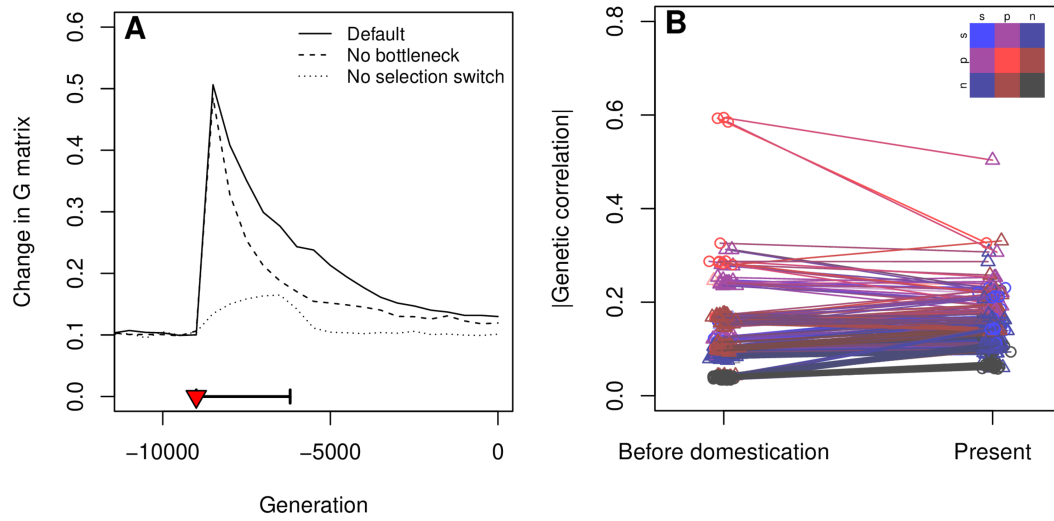 A
Default
No bottleneck
No selection switch
Change in G matrix
0.6
0.5
0.4
0.3
0.2
0.1
0.0
−10000
−5000
0
Generation
B
s p n
s
p
n
|Genetic correlation|
0.8
0.6
0.4
0.2
0.0
Before domestication
Present